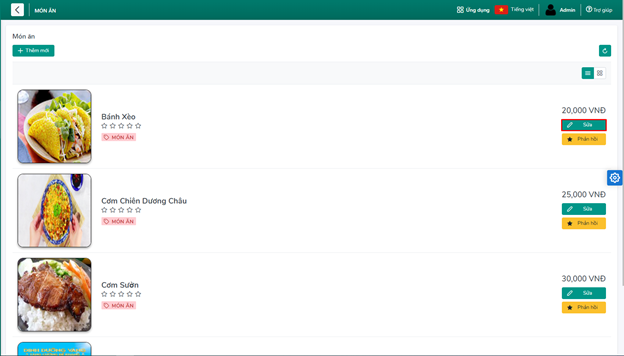 MÓN ĂN
Ứng dụng
Tiếng việt
Admin
Trợ giúp
Món ăn
+ Thêm mới
Bánh Xèo
MÓN ĂN
20,000 VNĐ
Sửa
Phản hồi
Cơm Chiên Dương Châu
MÓN ĂN
25,000 VNĐ
Sửa
Phản hồi
Cơm Sườn
MÓN ĂN
30,000 VNĐ
Sửa
Phản hồi